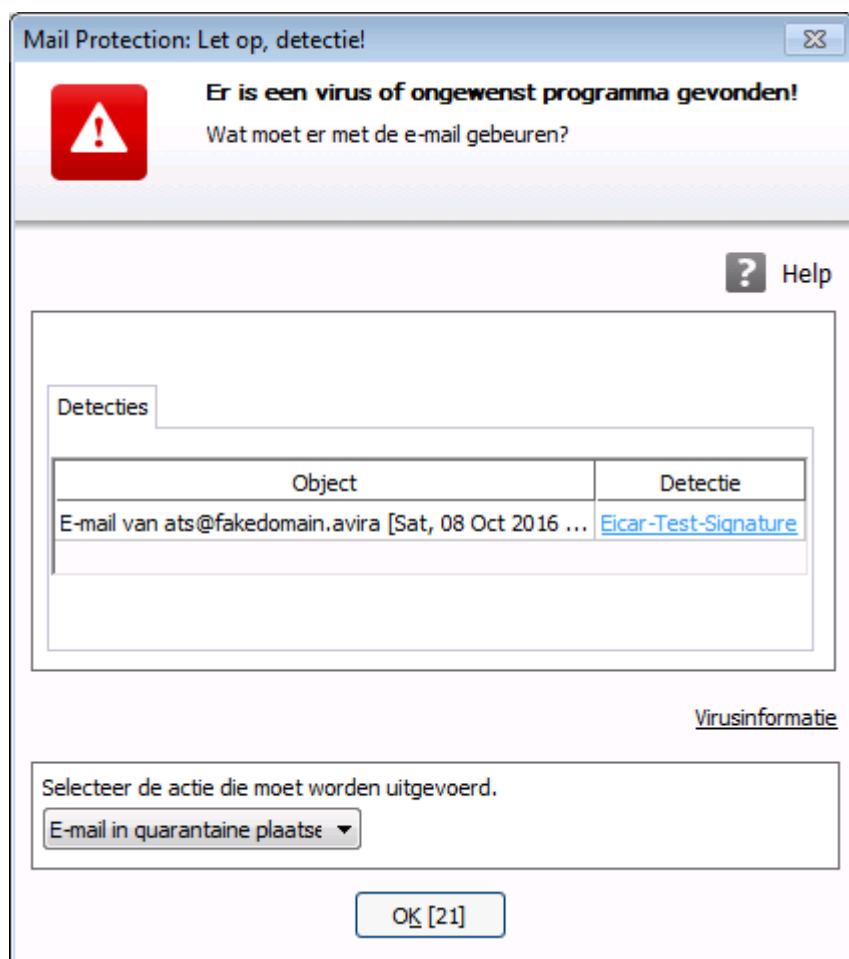 Mail Protection: Let op, detectie!
Er is een virus of ongewenst programma gevonden!
Wat moet er met de e-mail gebeuren?
? Help
Detecties
Object Detectie
E-mail van ats@fakedomain.avira [Sat, 08 Oct 2016 ... Eicar-Test-Signature
Virusinformatie
Selecteer de actie die moet worden uitgevoerd.
E-mail in quarantaine plaatse
OK [21]